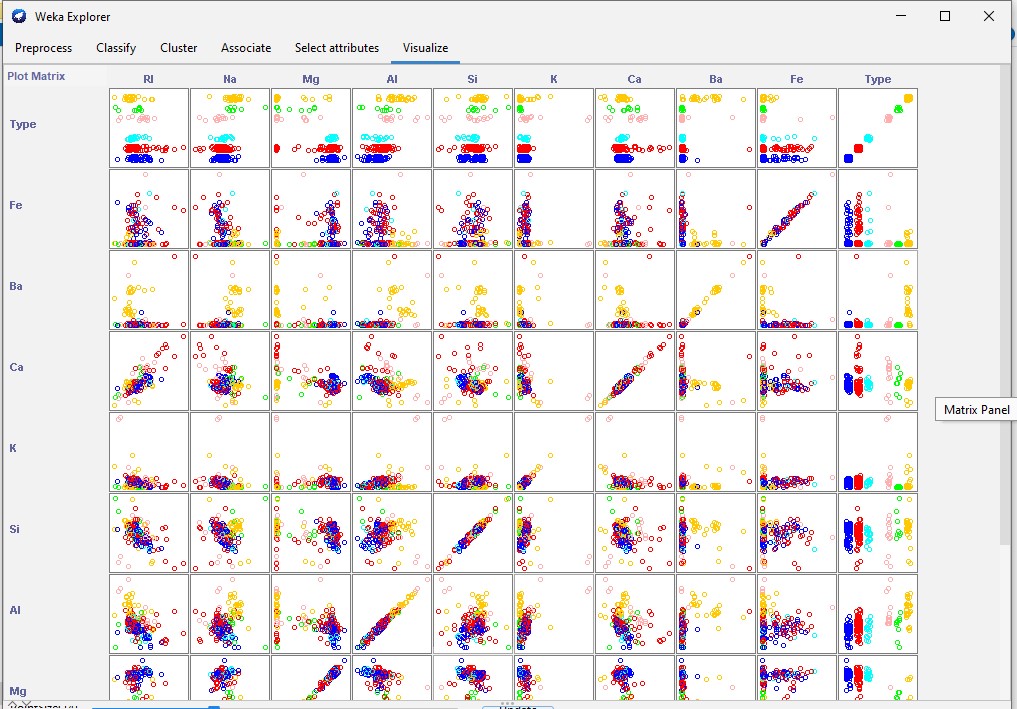 Weka Explorer
Preprocess Classify Cluster Associate Select attributes Visualize
Plot Matrix RI Na Mg Al Si K Ca Ba Fe Type
Type
Fe
Ba
Ca
Matrix Panel
K
Si
Al
Mg
Update